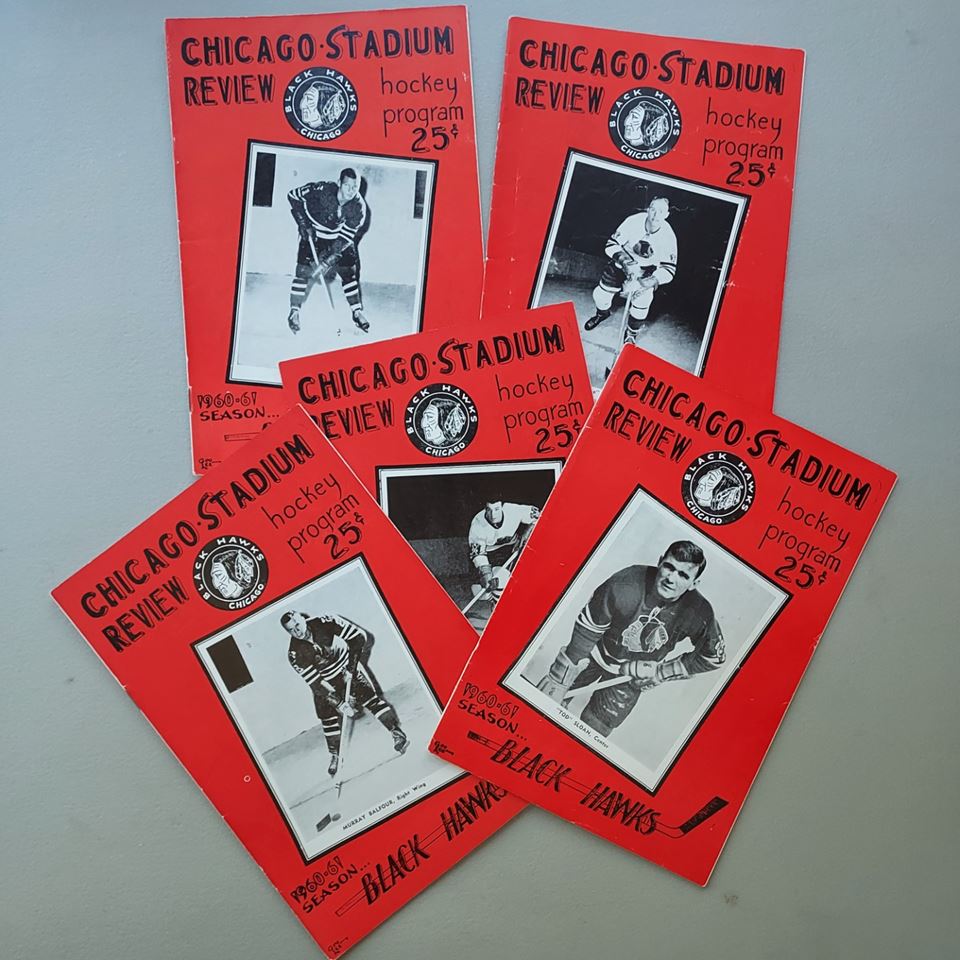 CHICAGO·STADIUM
REVIEW
BLACK HAWKS
CHICAGO
hockey
program
25¢
1960-61
SEASON...
CHICAGO·STADIUM
REVIEW
BLACK HAWKS
CHICAGO
hockey
program
25¢
CHICAGO·STADIUM
REVIEW
BLACK HAWKS
CHICAGO
hockey
program
25¢
CHICAGO·STADIUM
REVIEW
BLACK HAWKS
CHICAGO
hockey
program
25¢
MURRAY BALFOUR, Right Wing
1960-61
SEASON...
BLACK HAWKS
CHICAGO·STADIUM
REVIEW
BLACK HAWKS
CHICAGO
hockey
program
25¢
"TOD" SLOAN, Center
1960-61
SEASON...
BLACK HAWKS